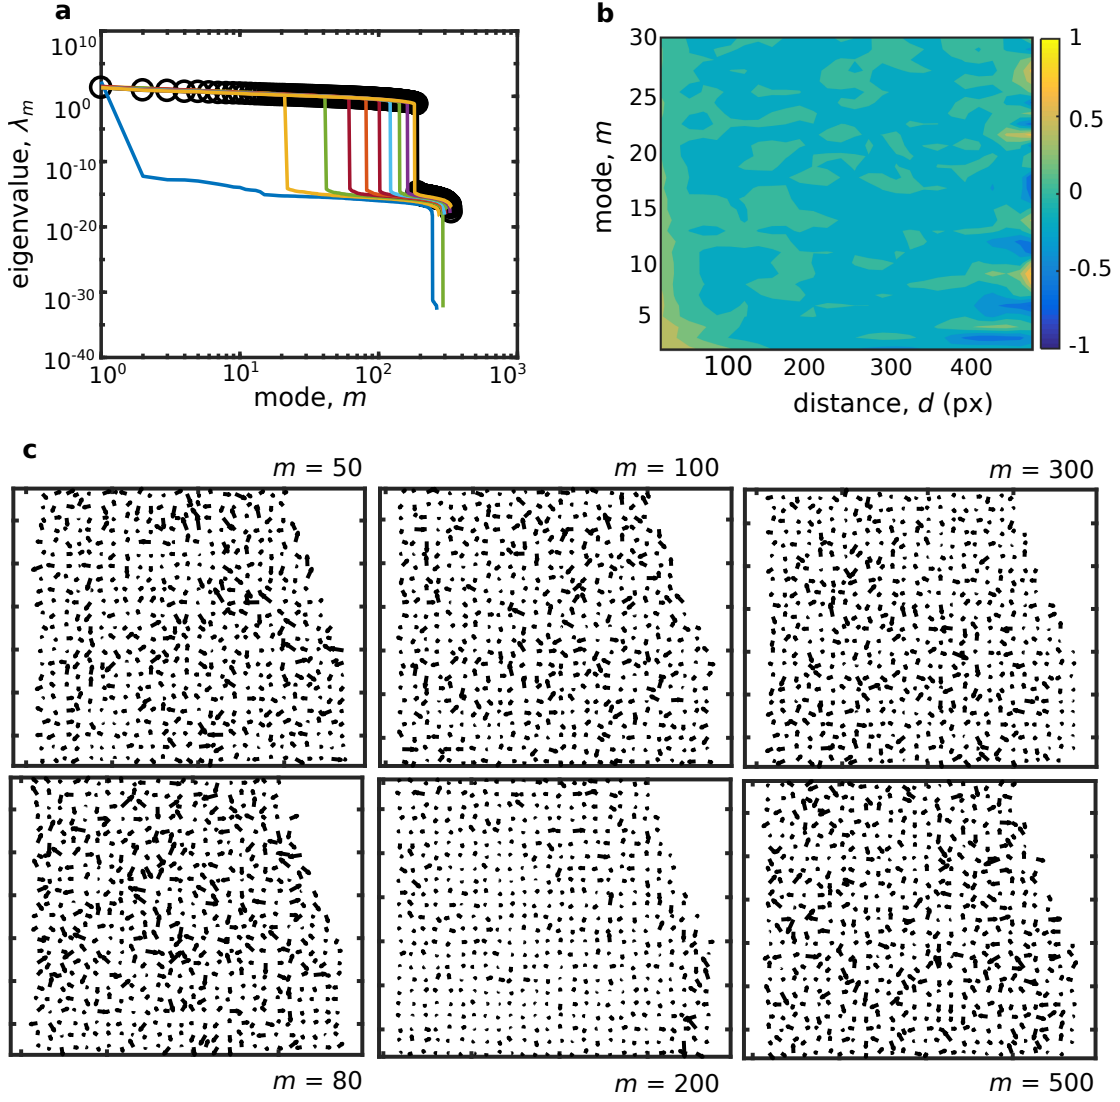 a
eigenvalue, λm
10^10
10^0
10^-10
10^-20
10^-30
10^-40
10^0
10^1
10^2
10^3
mode, m
b
mode, m
30
25
20
15
10
5
100
200
300
400
distance, d (px)
1
0.5
0
-0.5
-1
c
m = 50
m = 100
m = 300
m = 80
m = 200
m = 500